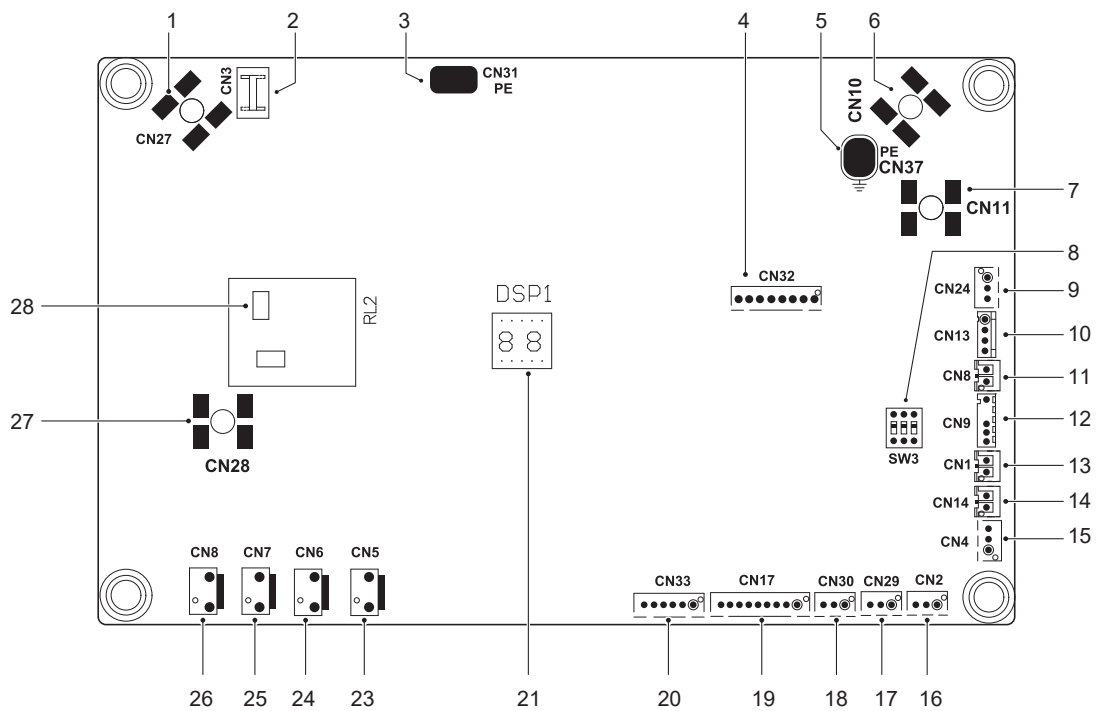 1 2 3 4 5 6
CN3
CN31
PE
CN10
CN27
PE
CN37
7
CN11
8
CN32
CN24 9
28
RL2
DSP1
CN13 10
CN8 11
CN9 12
27
CN28
SW3
CN1 13
CN14 14
CN4 15
CN8 CN7 CN6 CN5
CN33 CN17 CN30 CN29 CN2
26 25 24 23 21 20 19 18 17 16